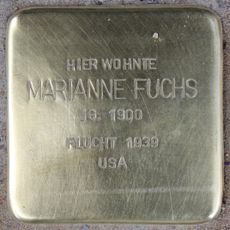 HIER WOHNTE
MARIANNE FUCHS
JG. 1900
FLUCHT 1939
USA